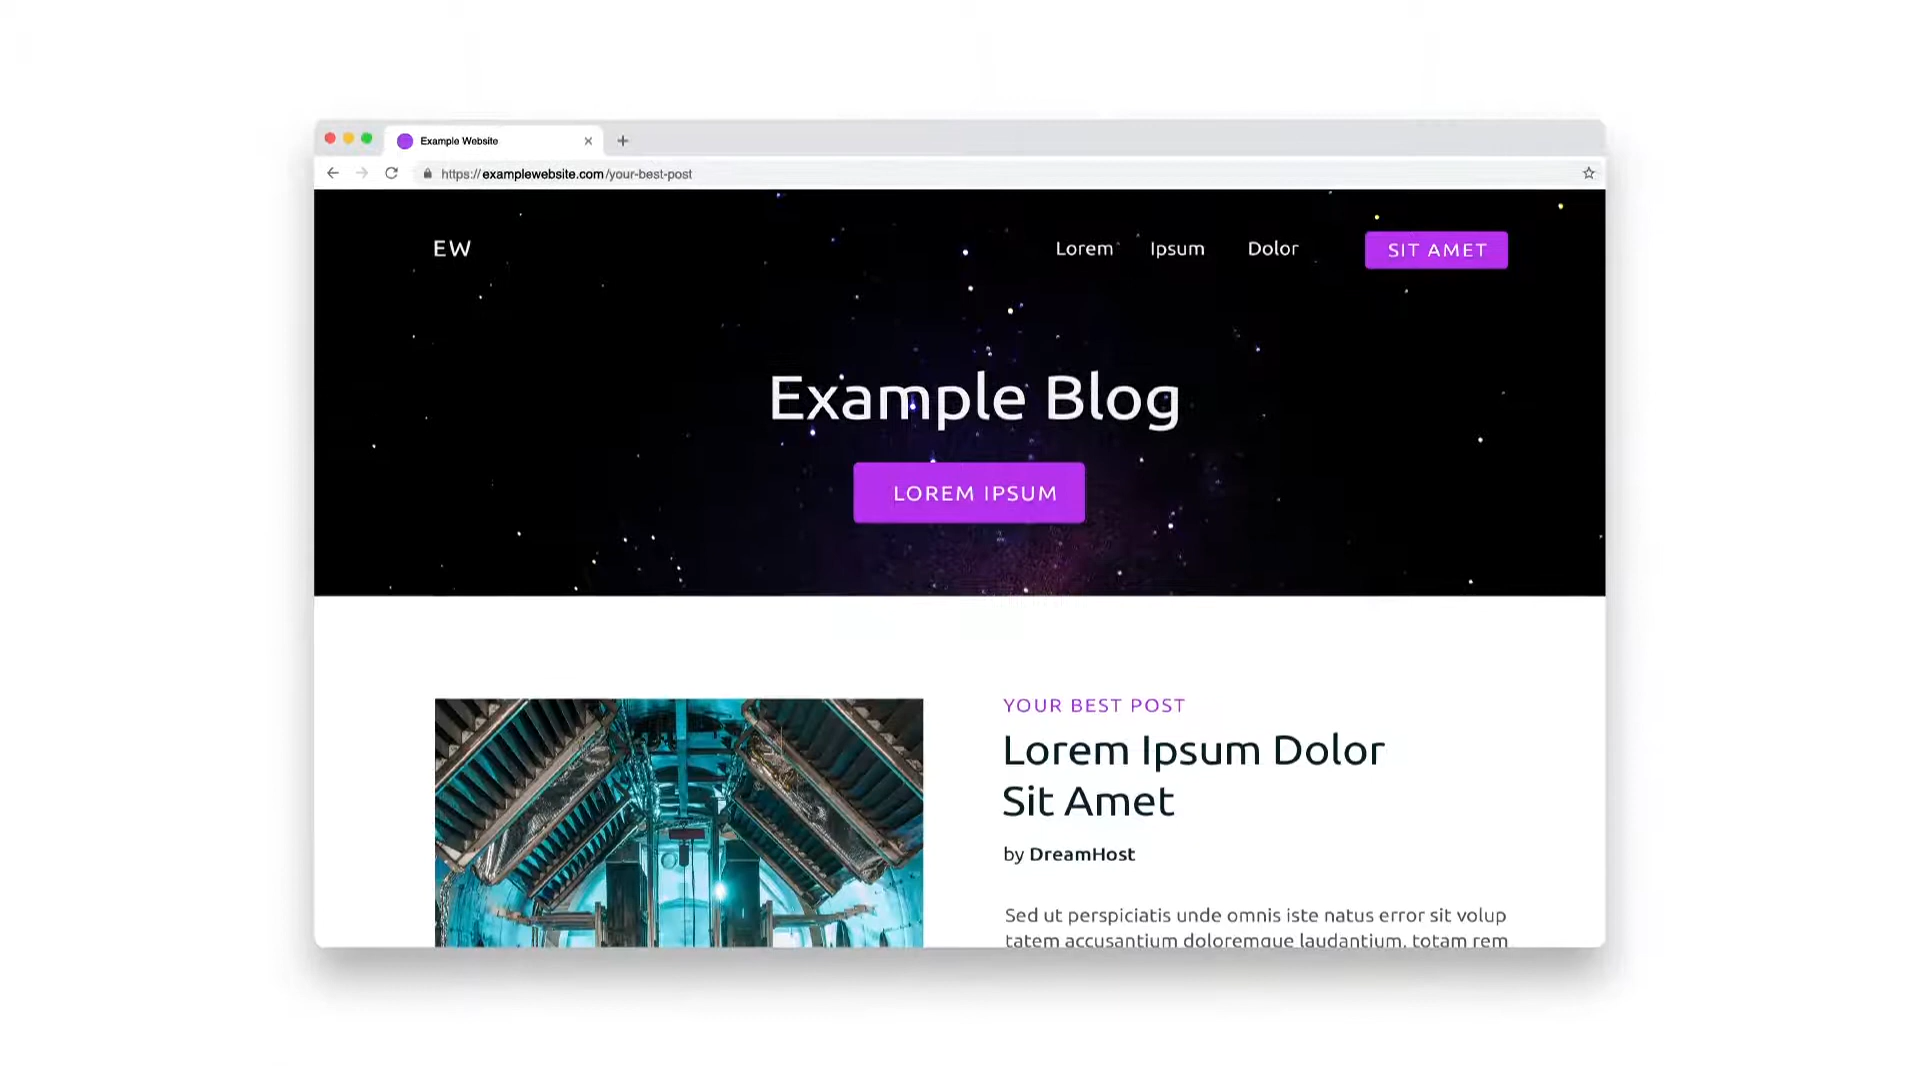 Example Website
https://examplewebsite.com/your-best-post
EW
Lorem Ipsum Dolor SIT AMET
Example Blog
LOREM IPSUM
YOUR BEST POST
Lorem Ipsum Dolor
Sit Amet
by DreamHost
Sed ut perspiciatis unde omnis iste natus error sit volup
tatem accusantium doloremque laudantium, totam rem